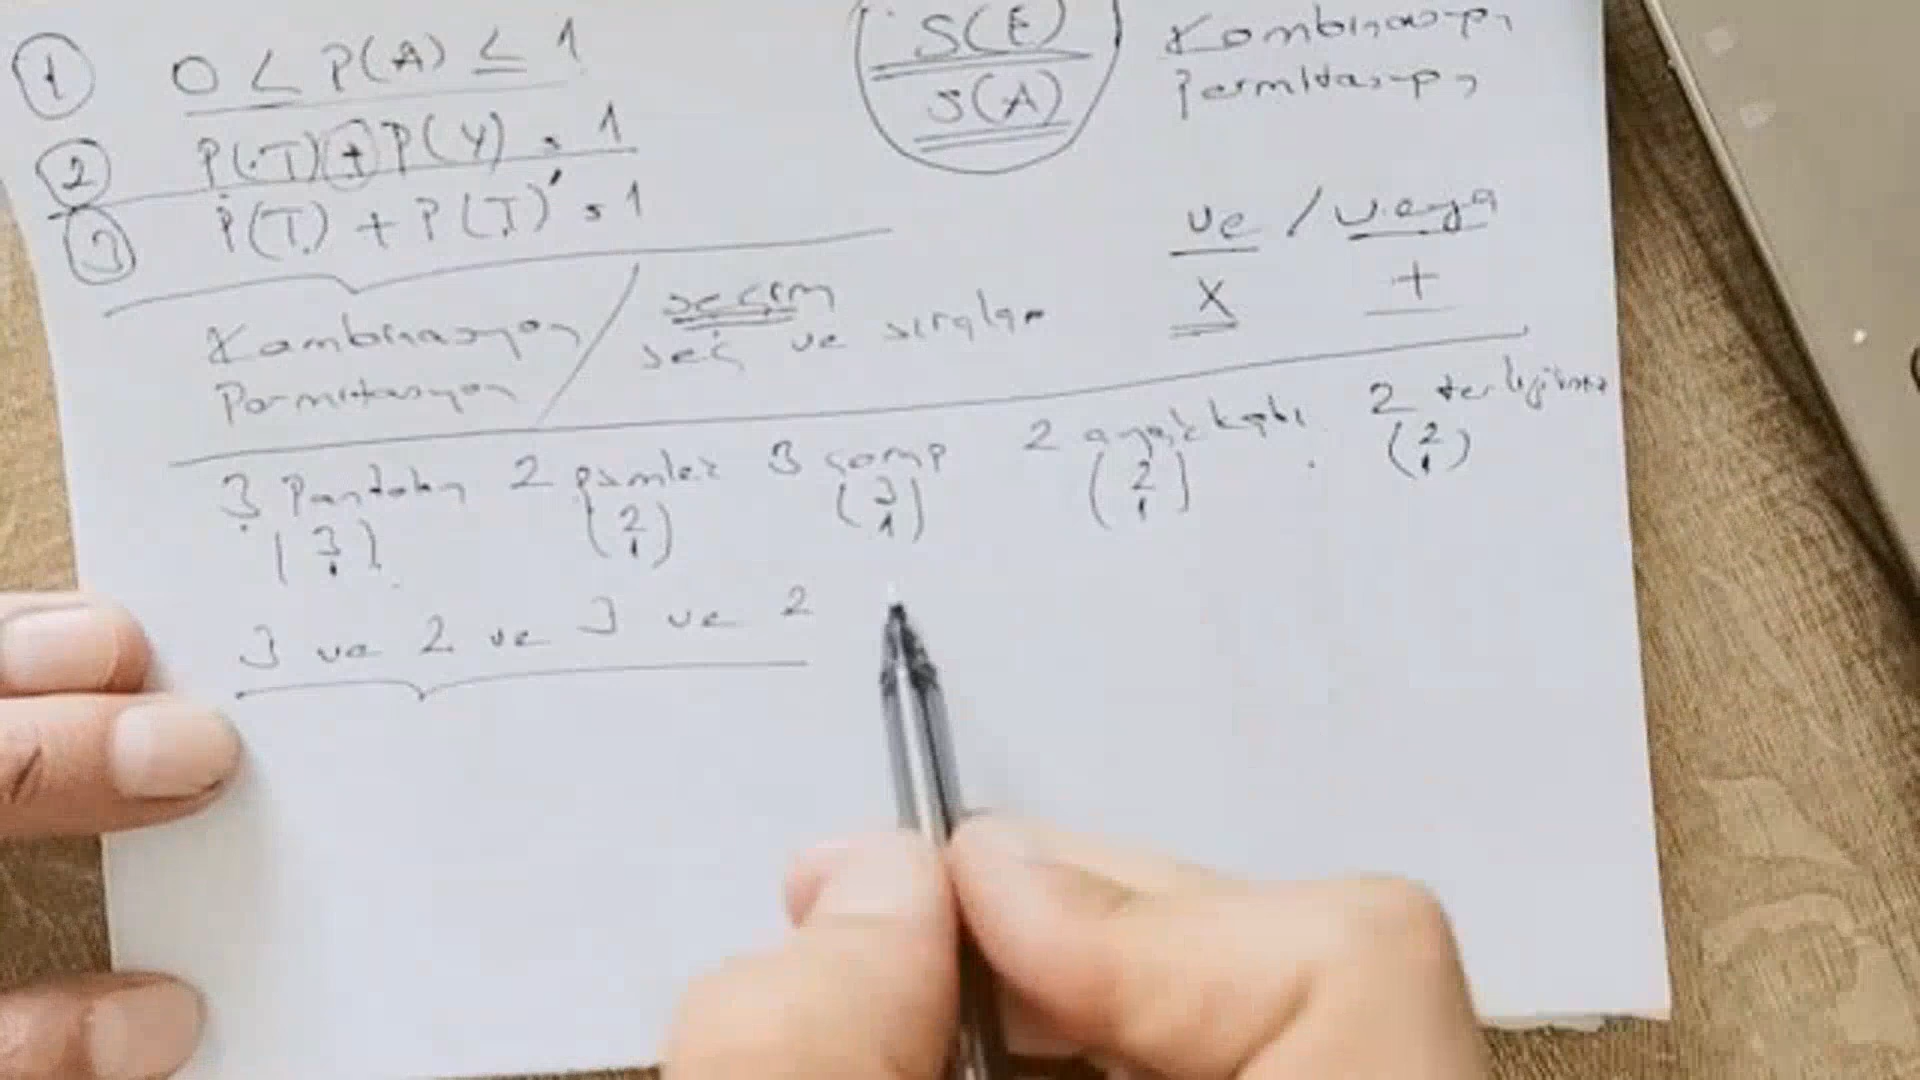 1 0 < P(A) ≤ 1
S(E)
S(A)
Kombinasyon
Permütasyon
2 P(T) + P(Y) = 1
3 P(T) + P(T)' = 1
ve / veya
X +
Kombinasyon / seçim
Permütasyon seç ve sırala
3 Pantolon 2 gömlek 3 çorap 2 ayakkabı 2
(3 1) (2 1) (3 1) (2 1) (2 1)
3 ve 2 ve 3 ve 2